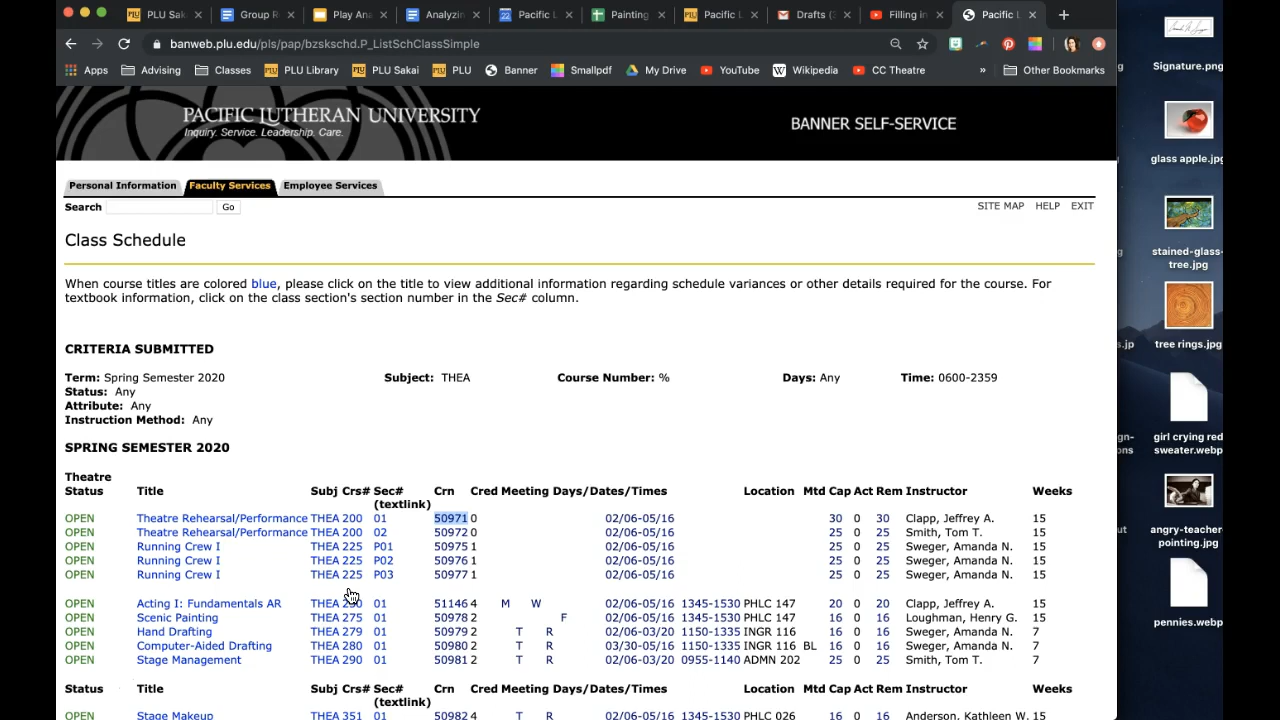 PLU Sak
Group R
Play Ana
Analyzin
Pacific L
Painting
Pacific L
Drafts (
Filling in
Pacific L
banweb.plu.edu/pls/pap/bzskschd.P_ListSchClassSimple
Apps Advising Classes PLU Library PLU Sakai PLU Banner Smallpdf My Drive YouTube Wikipedia CC Theatre » Other Bookmarks
PACIFIC LUTHERAN UNIVERSITY
Inquiry. Service. Leadership. Care.
BANNER SELF-SERVICE
Personal Information Faculty Services Employee Services
Search Go SITE MAP HELP EXIT
Class Schedule
When course titles are colored blue, please click on the title to view additional information regarding schedule variances or other details required for the course. For
textbook information, click on the class section's section number in the Sec# column.
CRITERIA SUBMITTED
Term: Spring Semester 2020 Subject: THEA Course Number: % Days: Any Time: 0600-2359
Status: Any
Attribute: Any
Instruction Method: Any
SPRING SEMESTER 2020
Theatre
Status Title Subj Crs# Sec# Crn Cred Meeting Days/Dates/Times Location Mtd Cap Act Rem Instructor Weeks
(textlink)
OPEN Theatre Rehearsal/Performance THEA 200 01 50971 0 02/06-05/16 30 0 30 Clapp, Jeffrey A. 15
OPEN Theatre Rehearsal/Performance THEA 200 02 50972 0 02/06-05/16 25 0 25 Smith, Tom T. 15
OPEN Running Crew I THEA 225 P01 50975 1 02/06-05/16 25 0 25 Sweger, Amanda N. 15
OPEN Running Crew I THEA 225 P02 50976 1 02/06-05/16 25 0 25 Sweger, Amanda N. 15
OPEN Running Crew I THEA 225 P03 50977 1 02/06-05/16 25 0 25 Sweger, Amanda N. 15
OPEN Acting I: Fundamentals AR THEA 01 51146 4 M W 02/06-05/16 1345-1530 PHLC 147 20 0 20 Clapp, Jeffrey A. 15
OPEN Scenic Painting THEA 275 01 50978 2 F 02/06-05/16 1345-1530 PHLC 147 16 0 16 Loughman, Henry G. 15
OPEN Hand Drafting THEA 279 01 50979 2 T R 02/06-03/20 1150-1335 INGR 116 16 0 16 Sweger, Amanda N. 7
OPEN Computer-Aided Drafting THEA 280 01 50980 2 T R 03/30-05/16 1150-1335 INGR 116 BL 16 0 16 Sweger, Amanda N. 7
OPEN Stage Management THEA 290 01 50981 2 T R 02/06-03/20 0955-1140 ADMN 202 25 0 25 Smith, Tom T. 7
Status Title Subj Crs# Sec# Crn Cred Meeting Days/Dates/Times Location Mtd Cap Act Rem Instructor Weeks
(textlink)
OPEN Stage Makeup THEA 351 01 50982 4 T R 02/06-05/16 1345-1530 PHLC 026 16 0 16 Anderson, Kathleen W. 15
Signature.png
glass apple.jpg
stained-glass-
tree.jpg
tree rings.jpg
girl crying red
sweater.webp
angry-teacher-
pointing.jpg
pennies.webp